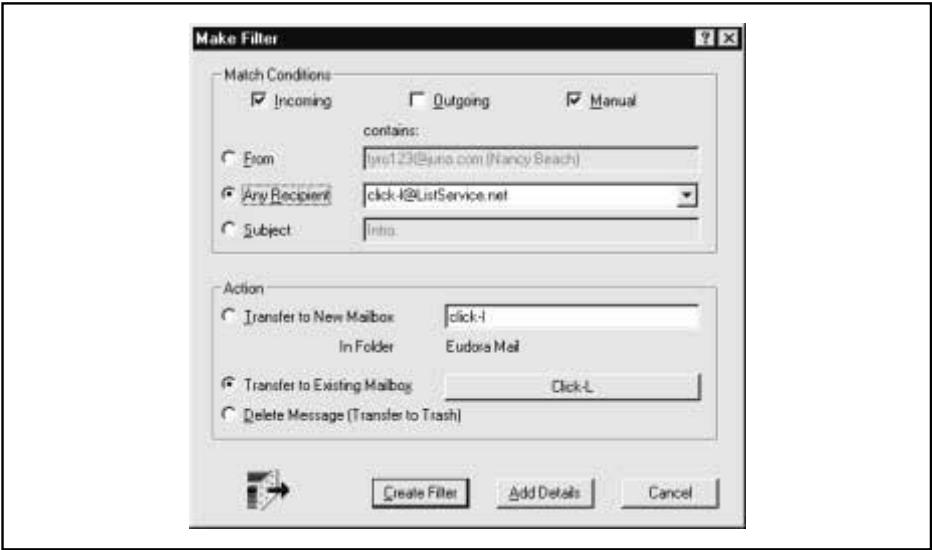 Make Filter
Match Conditions
Incoming Outgoing Manual
contains:
From tyro123@juno.com (Nancy Beach)
Any Recipient click-l@ListService.net
Subject Intro.
Action
Transfer to New Mailbox click-l
In Folder Eudora Mail
Transfer to Existing Mailbox Click-L
Delete Message (Transfer to Trash)
Create Filter Add Details Cancel